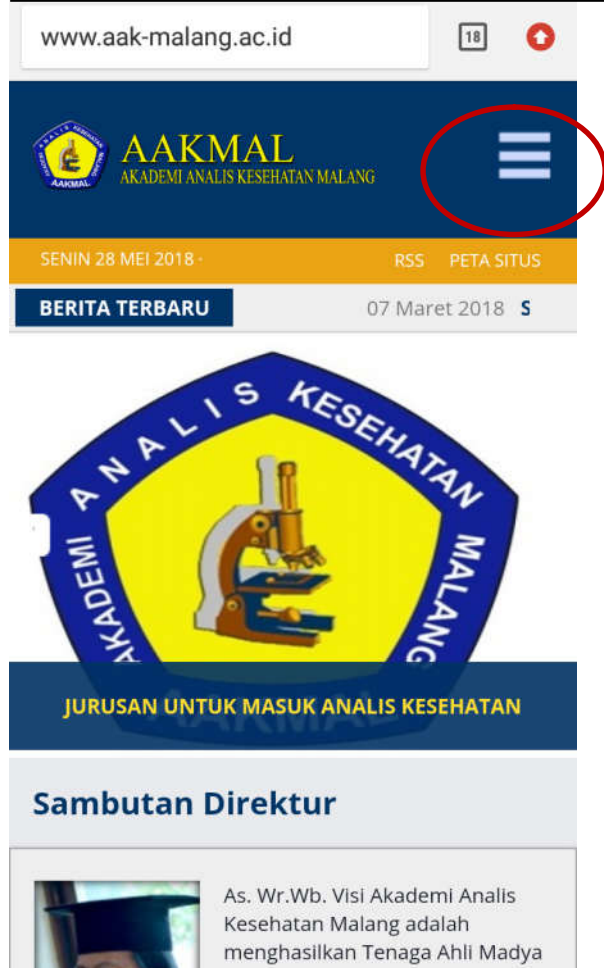 www.aak-malang.ac.id
18
AAKMAL
AKADEMI ANALIS KESEHATAN MALANG
AAKMAL
SENIN 28 MEI 2018 ·
RSS PETA SITUS
BERITA TERBARU
07 Maret 2018 S
AKADEMI ANALIS KESEHATAN MALANG
AAKMAL
JURUSAN UNTUK MASUK ANALIS KESEHATAN
Sambutan Direktur
As. Wr.Wb. Visi Akademi Analis
Kesehatan Malang adalah
menghasilkan Tenaga Ahli Madya